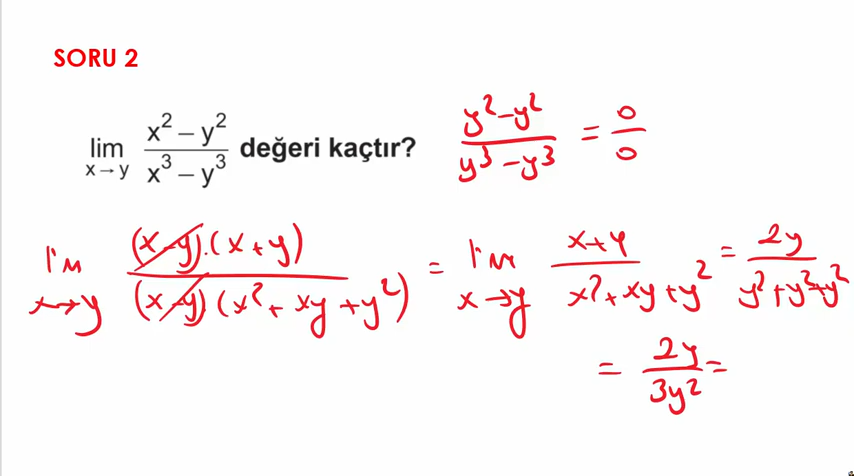 SORU 2
lim x→y (x² – y²)/(x³ – y³) değeri kaçtır?
(y² – y²)/(y³ – y³) = 0/0
lim x→y ((x–y).(x+y))/((x–y)(x²+xy+y²)) = lim x→y (x+y)/(x²+xy+y²) = 2y/(y²+y²+y²)
= 2y/3y² =